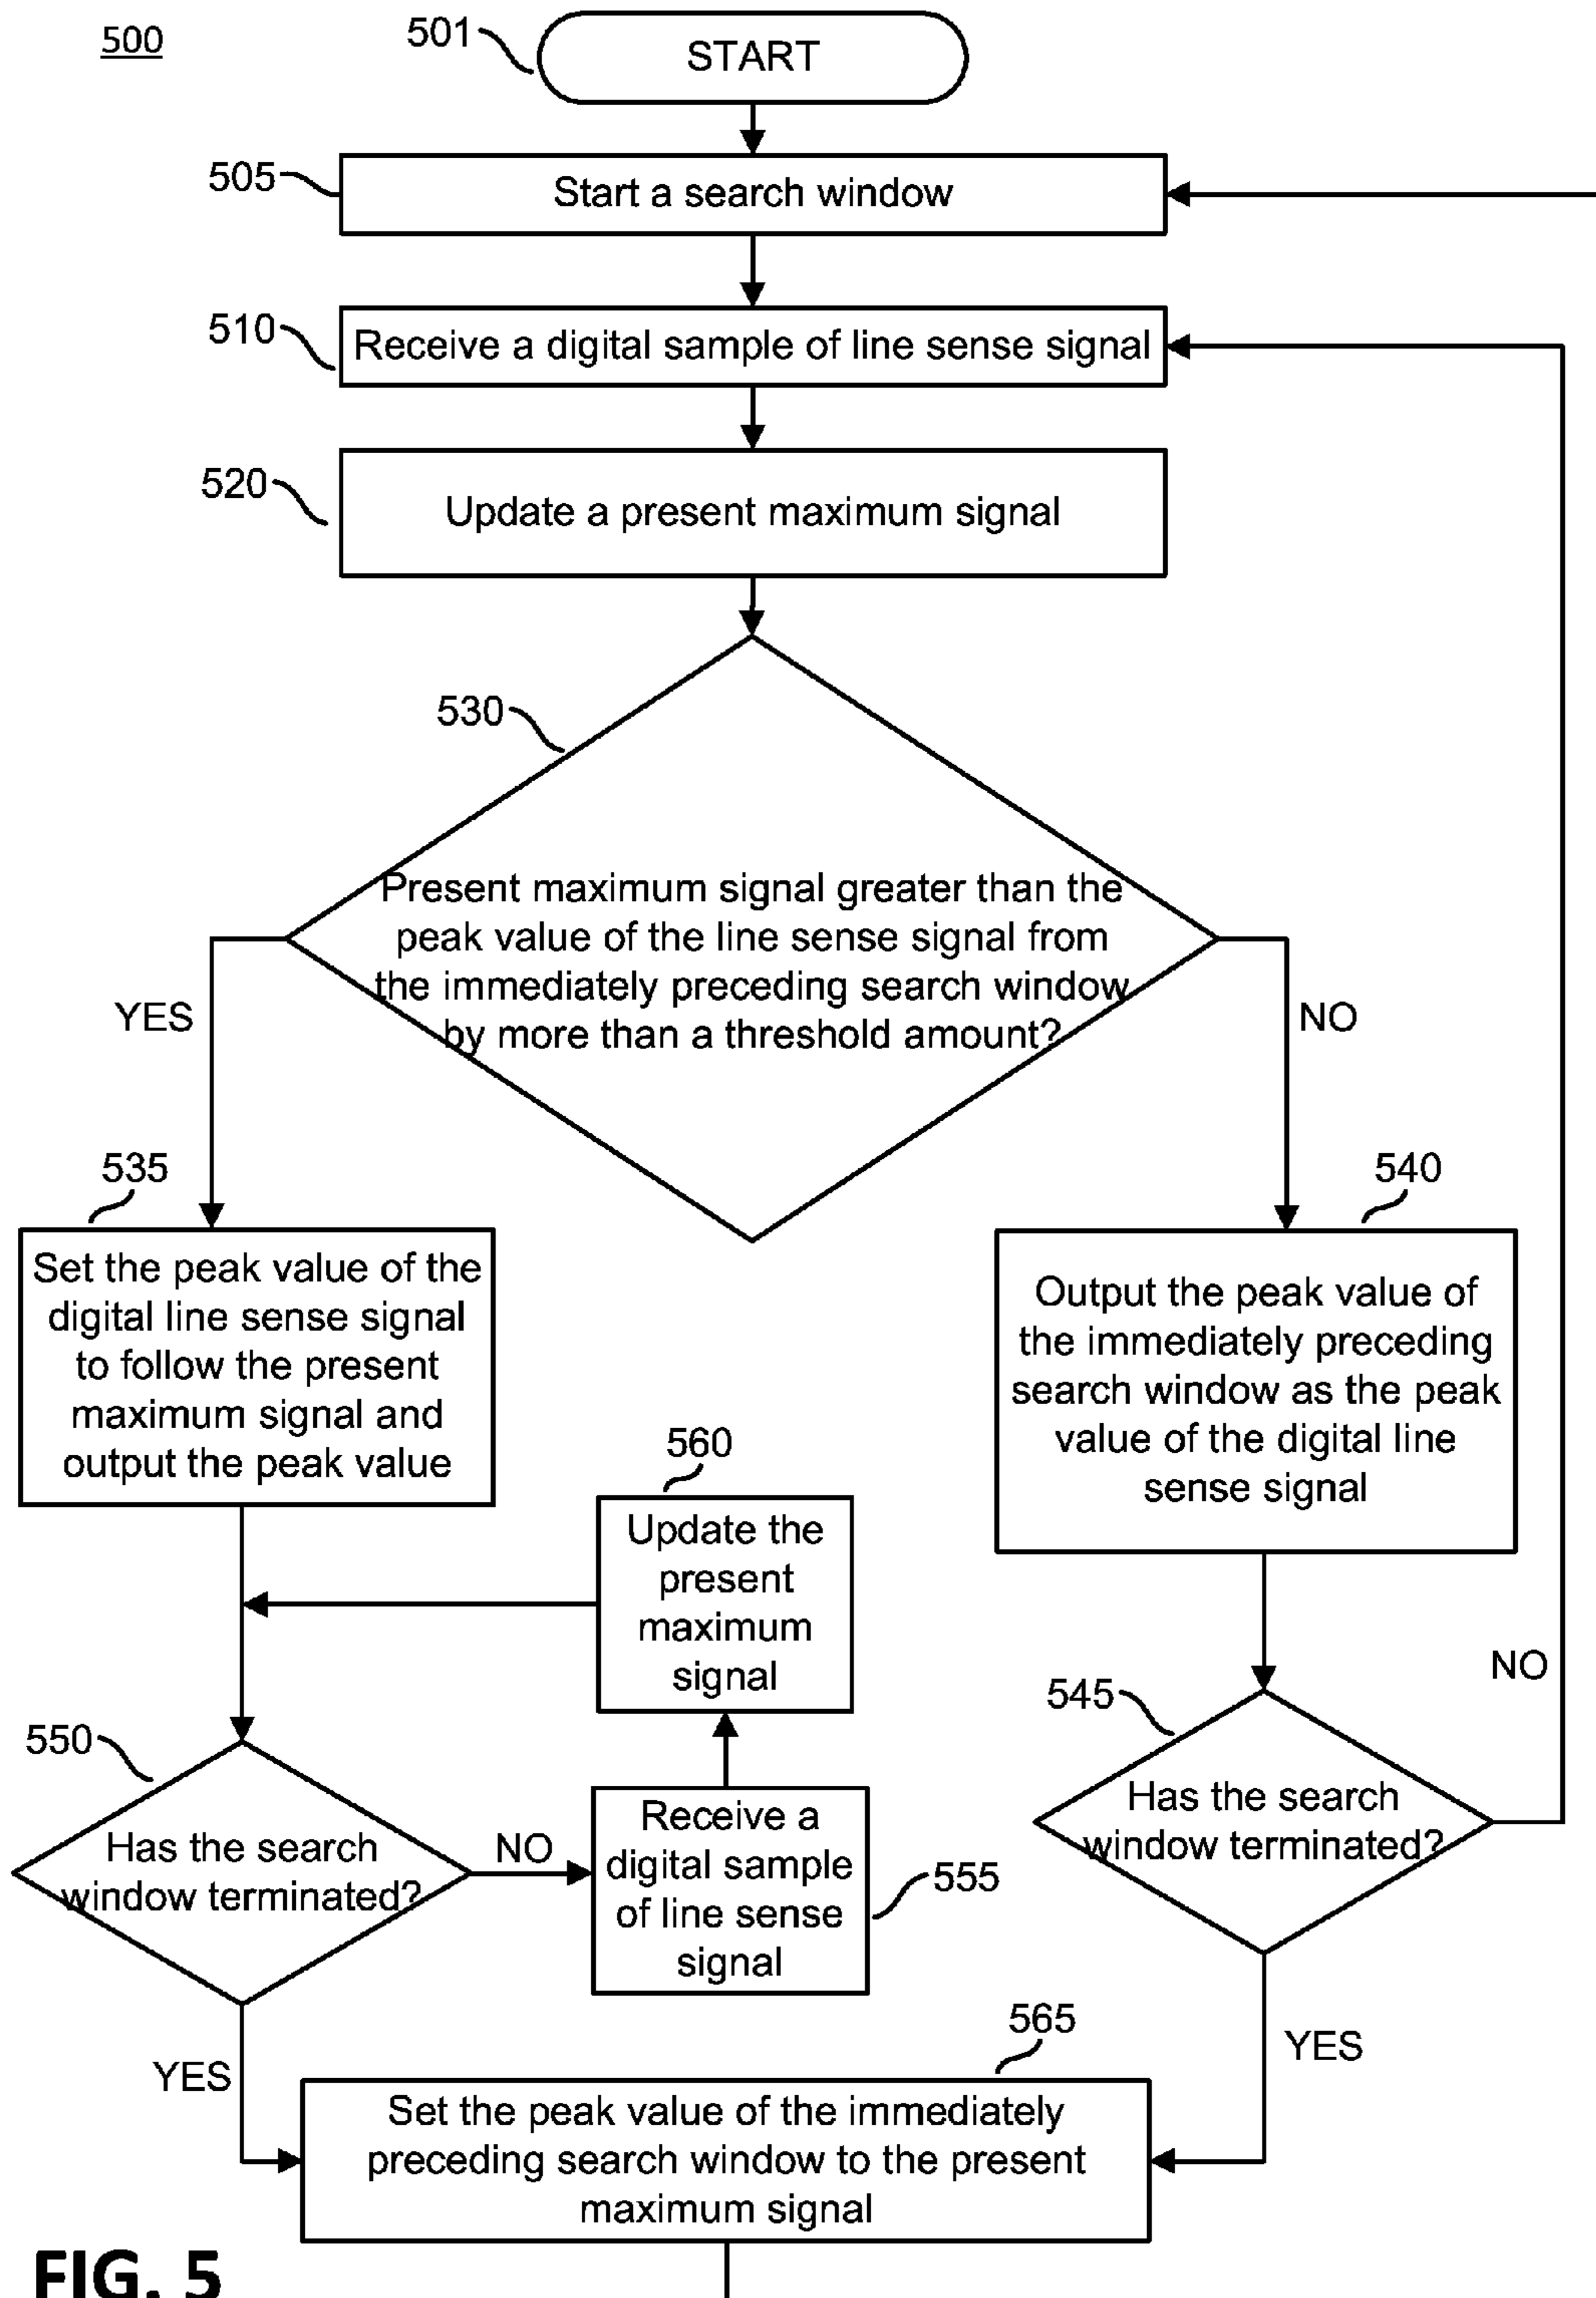 500
501
START
505
Start a search window
510
Receive a digital sample of line sense signal
520
Update a present maximum signal
530
Present maximum signal greater than the
peak value of the line sense signal from
the immediately preceding search window
by more than a threshold amount?
YES
NO
535
Set the peak value of the
digital line sense signal
to follow the present
maximum signal and
output the peak value
540
Output the peak value of
the immediately preceding
search window as the peak
value of the digital line
sense signal
560
Update the
present
maximum
signal
550
Has the search
window terminated?
NO
555
Receive a
digital sample
of line sense
signal
545
Has the search
window terminated?
NO
YES
YES
565
Set the peak value of the immediately
preceding search window to the present
maximum signal
FIG. 5